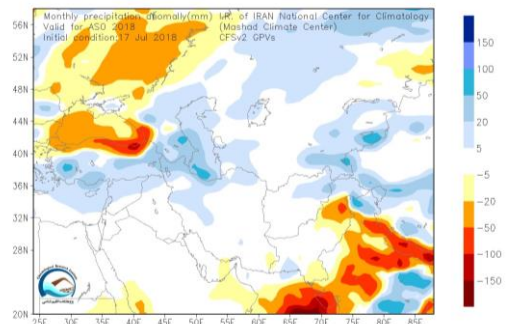 Monthly precipitation anomaly(mm) I.R. of IRAN National Center for Climatology
Valid for ASO 2018 (Mashad Climate Center)
Initial condition:17 Jul 2018 CFSv2 GPVs
56N
52N
48N
44N
40N
36N
32N
28N
24N
20N
25E 30E 35E 40E 45E 50E 55E 60E 65E 70E 75E 80E 85E
150
100
50
20
5
−5
−20
−50
−100
−150